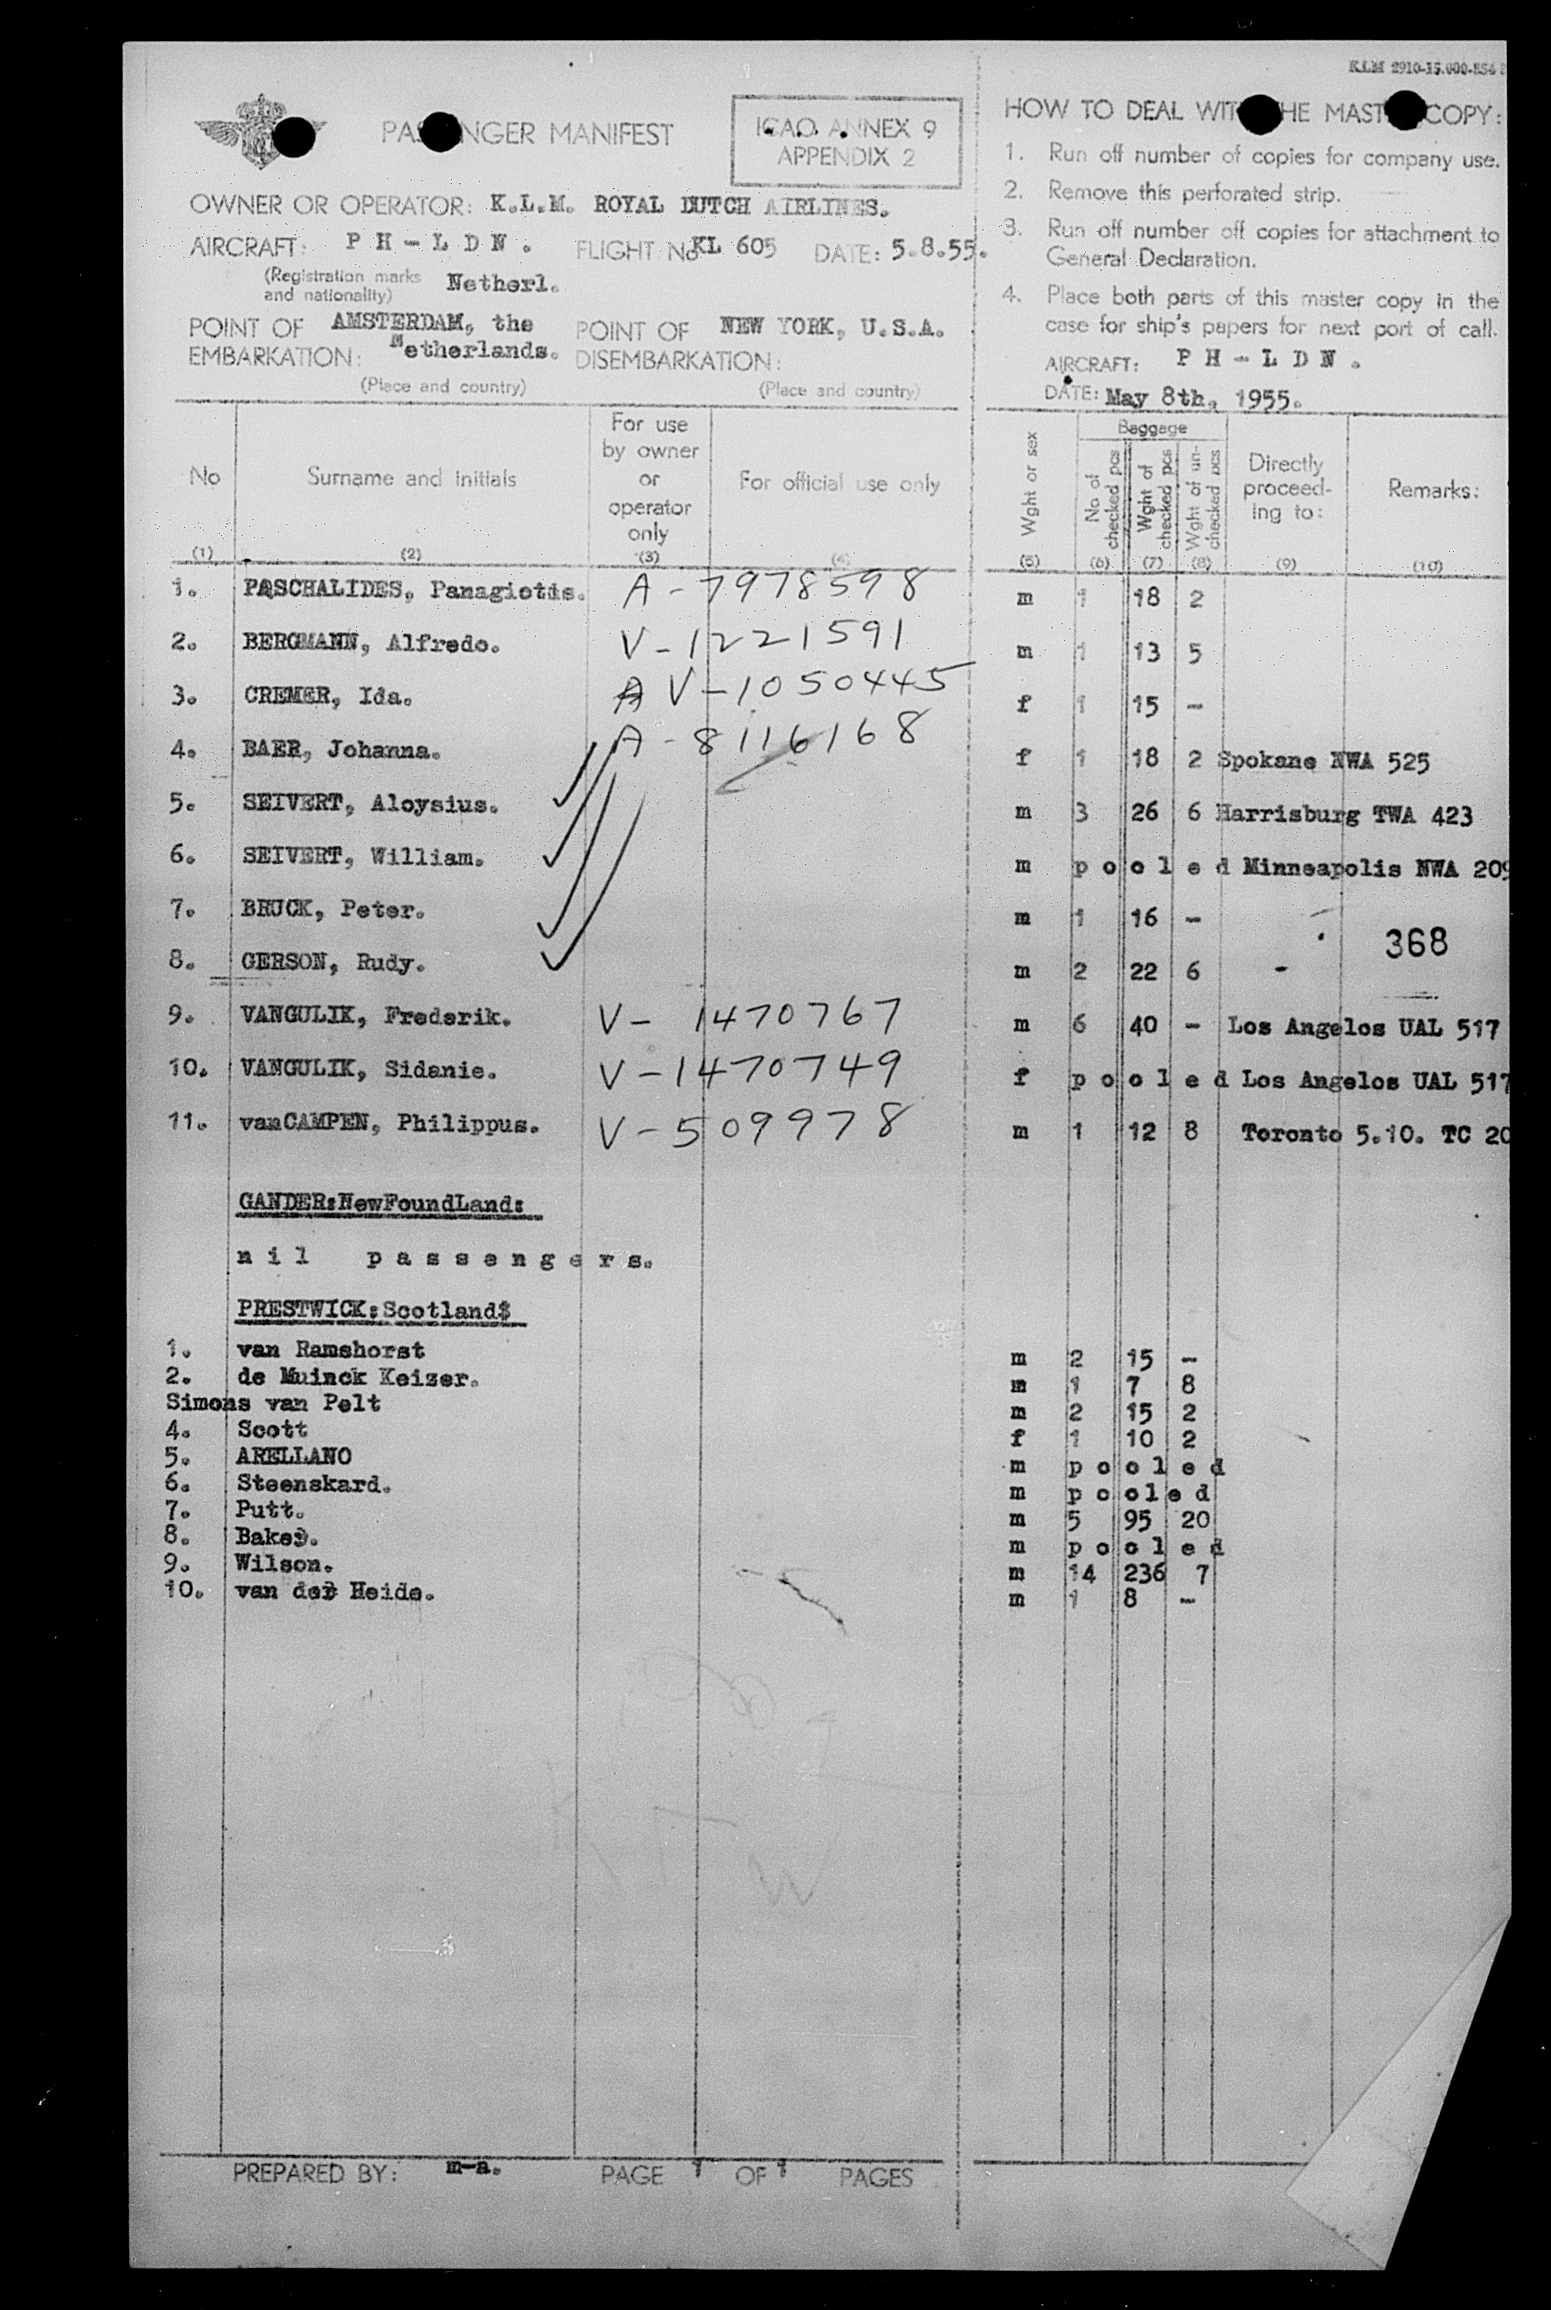 KLM 2910-15.000-554
PASSENGER MANIFEST
ICAO ANNEX 9
APPENDIX 2
OWNER OR OPERATOR: K.L.M. ROYAL DUTCH AIRLINES.
AIRCRAFT: P H - L D N . FLIGHT No KL 605 DATE: 5.8.55.
(Registration marks and nationality) Netherl.
POINT OF EMBARKATION: AMSTERDAM, the Netherlands.
(Place and country)
POINT OF DISEMBARKATION: NEW YORK, U.S.A.
(Place and country)
HOW TO DEAL WITH THE MASTER COPY:
1. Run off number of copies for company use.
2. Remove this perforated strip.
3. Run off number off copies for attachment to
General Declaration.
4. Place both parts of this master copy in the
case for ship's papers for next port of call.
AIRCRAFT: P H - L D N .
DATE: May 8th, 1955.
No (1)
Surname and initials (2)
For use by owner or operator only (3)
For official use only (4)
Wght or sex (5)
Baggage
No of checked pcs (6)
Wght of checked pcs (7)
Wght of un-checked pcs (8)
Directly proceed-ing to: (9)
Remarks: (10)
1. PASCHALIDES, Panagiotis. A-7978598 m 1 18 2
2. BERGMANN, Alfredo. V-1221591 m 1 13 5
3. CREMER, Ida. A V-1050445 f 1 15 -
4. BAER, Johanna. A-8116168 f 1 18 2 Spokane NWA 525
5. SEIVERT, Aloysius. m 3 26 6 Harrisburg TWA 423
6. SEIVERT, William. m p o o l e d Minneapolis NWA 209
7. BRUCK, Peter. m 1 16 -
368
8. GERSON, Rudy. m 2 22 6 -
9. VANGULIK, Frederik. V- 1470767 m 6 40 - Los Angelos UAL 517
10. VANGULIK, Sidanie. V-1470749 f p o o l e d Los Angelos UAL 517
11. vanCAMPEN, Philippus. V-509978 m 1 12 8 Toronto 5.10. TC 20
GANDER:NewFoundLand:
n i l p a s s e n g e r s.
PRESTWICK:Scotland$
1. van Ramshorst m 2 15 -
2. de Muinck Keizer. m 1 7 8
Simons van Pelt m 2 15 2
4. Scott f 1 10 2
5. ARELLANO m p o o l e d
6. Steenskard. m p o o l e d
7. Putt. m 5 95 20
8. Baker. m p o o l e d
9. Wilson. m 14 236 7
10. van der Heide. m 1 8 -
PREPARED BY: m-a. PAGE 1 OF 1 PAGES